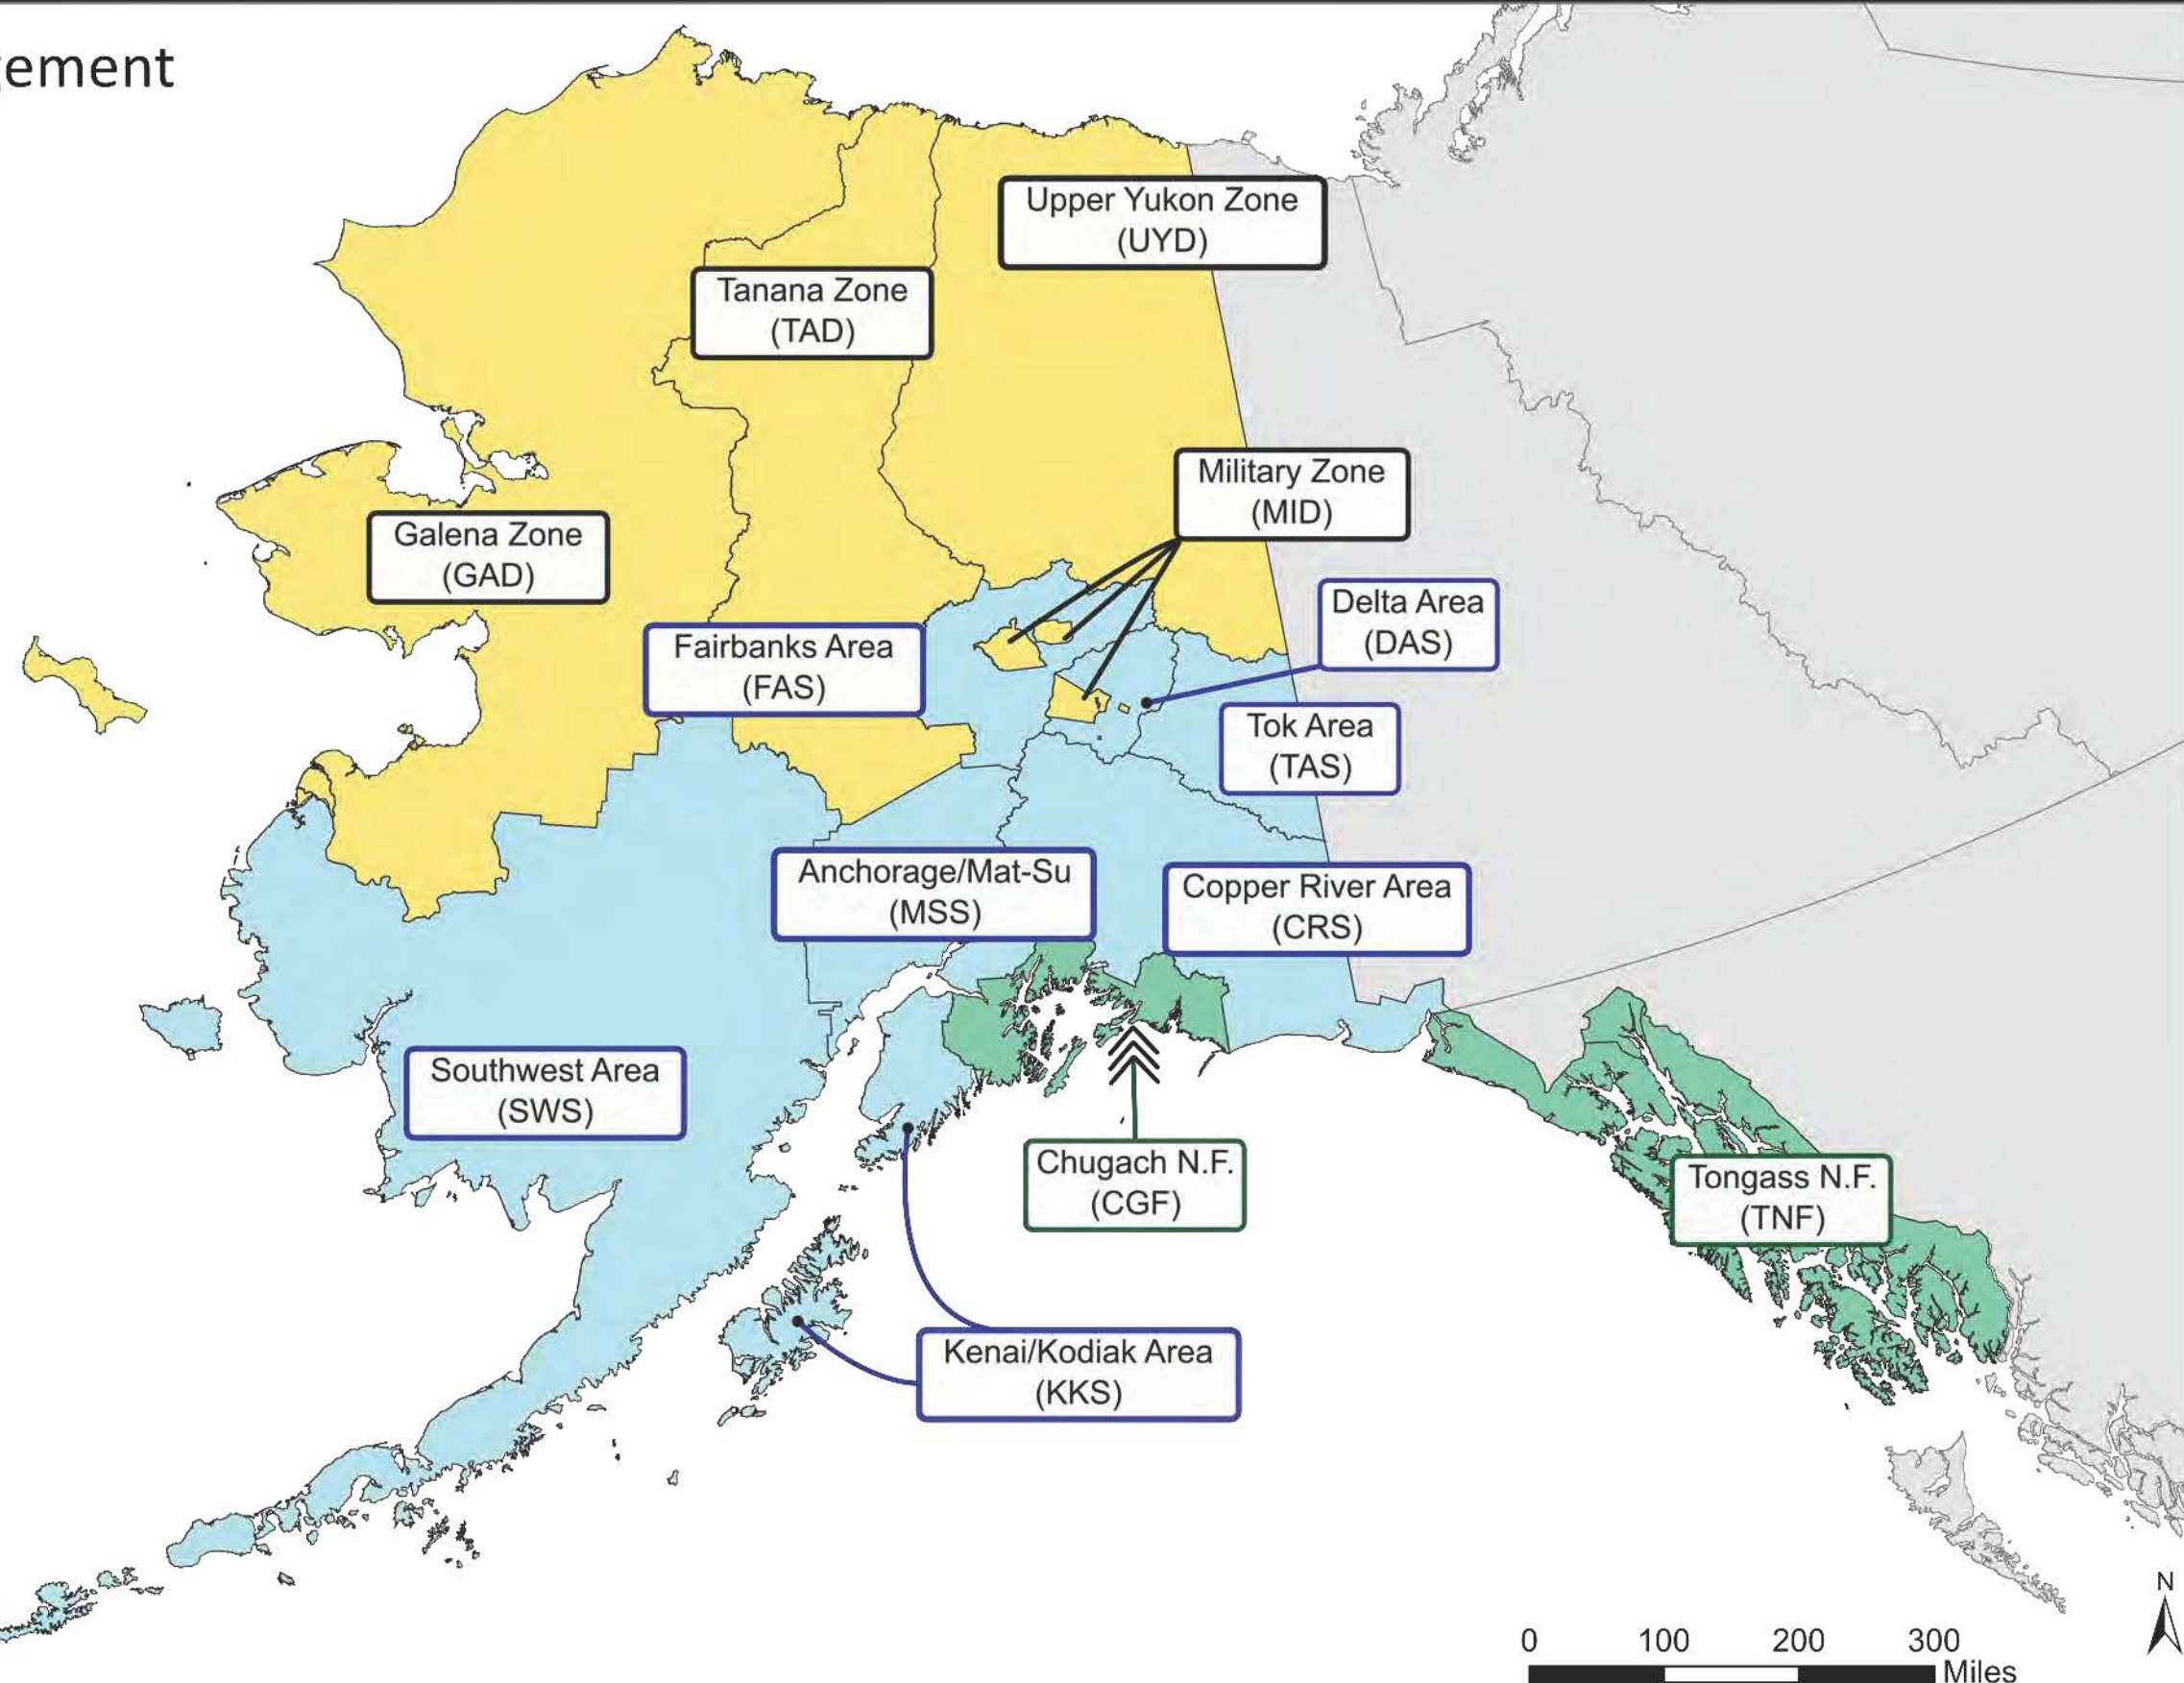 Upper Yukon Zone
(UYD)
Tanana Zone
(TAD)
Military Zone
(MID)
Galena Zone
(GAD)
Delta Area
(DAS)
Fairbanks Area
(FAS)
Tok Area
(TAS)
Anchorage/Mat-Su
(MSS)
Copper River Area
(CRS)
Southwest Area
(SWS)
Chugach N.F.
(CGF)
Tongass N.F.
(TNF)
Kenai/Kodiak Area
(KKS)
N
0 100 200 300
Miles